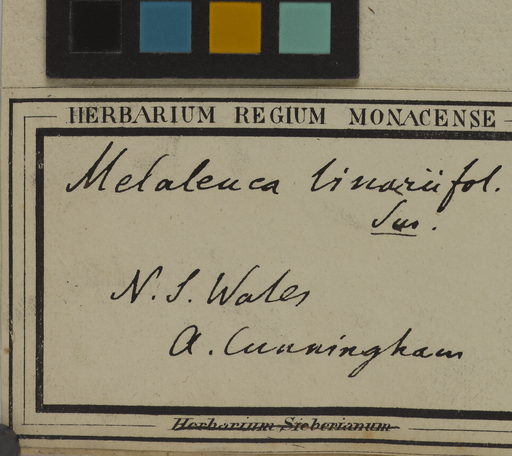 HERBARIUM REGIUM MONACENSE
Melaleuca linariifol.
Sm.
N. S. Wales
A. Cunningham
Herbarium Sieberianum